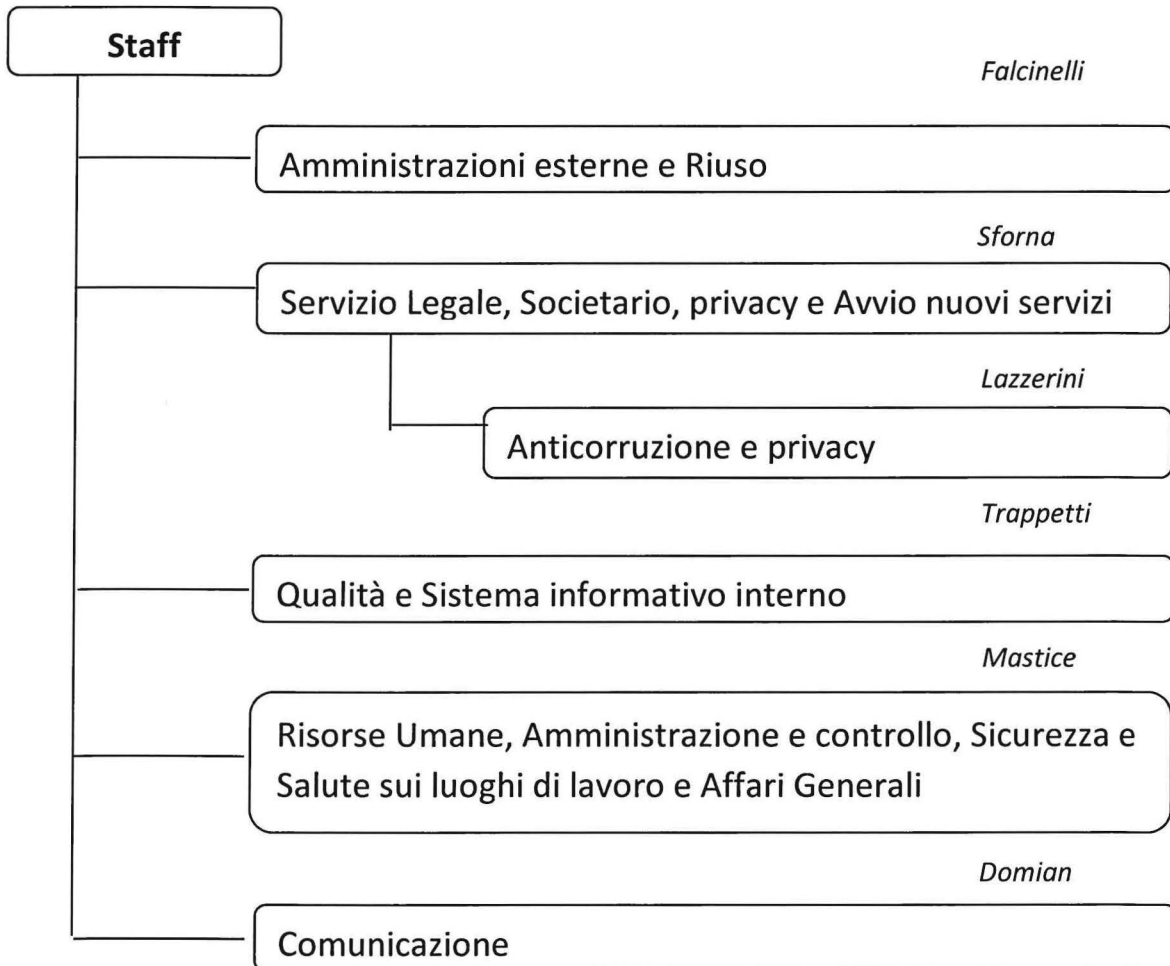 Staff
Falcinelli
Amministrazioni esterne e Riuso
Sforna
Servizio Legale, Societario, privacy e Avvio nuovi servizi
Lazzerini
Anticorruzione e privacy
Trappetti
Qualità e Sistema informativo interno
Mastice
Risorse Umane, Amministrazione e controllo, Sicurezza e
Salute sui luoghi di lavoro e Affari Generali
Domian
Comunicazione